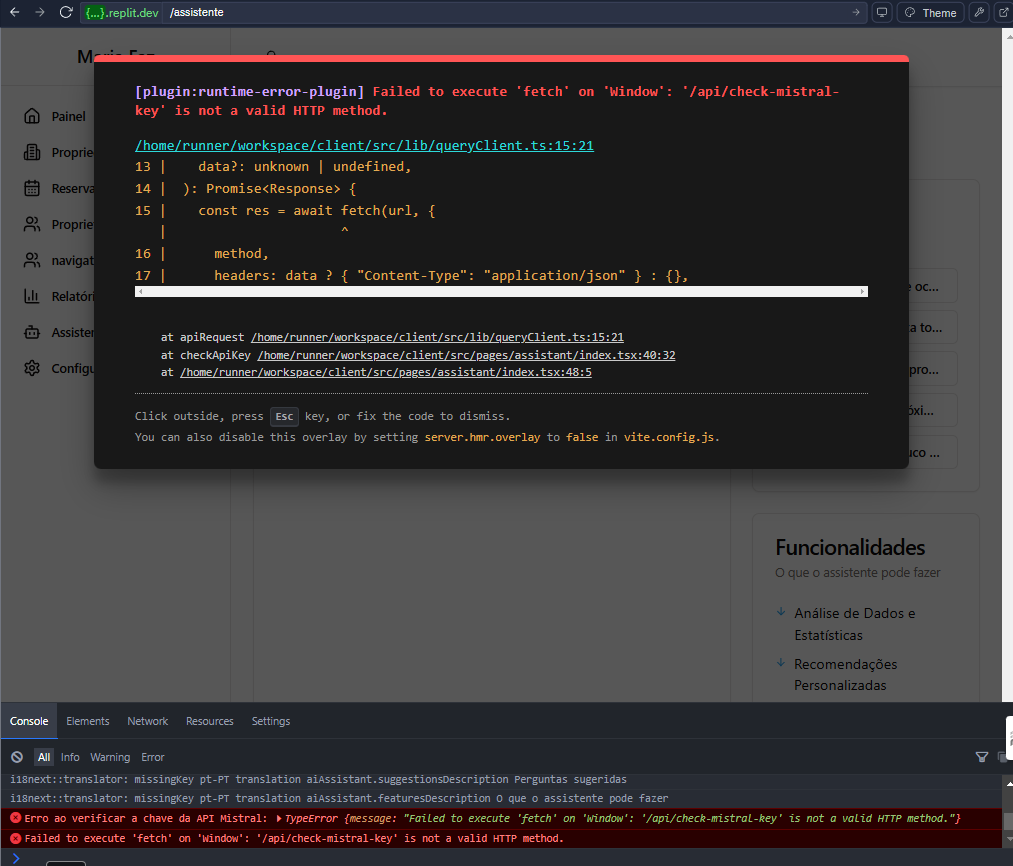 {...}.replit.dev /assistente
Theme
[plugin:runtime-error-plugin] Failed to execute 'fetch' on 'Window': '/api/check-mistral-
key' is not a valid HTTP method.
/home/runner/workspace/client/src/lib/queryClient.ts:15:21
13 | data?: unknown | undefined,
14 | ): Promise<Response> {
15 | const res = await fetch(url, {
| ^
16 | method,
17 | headers: data ? { "Content-Type": "application/json" } : {},
at apiRequest /home/runner/workspace/client/src/lib/queryClient.ts:15:21
at checkApiKey /home/runner/workspace/client/src/pages/assistant/index.tsx:40:32
at /home/runner/workspace/client/src/pages/assistant/index.tsx:48:5
Click outside, press Esc key, or fix the code to dismiss.
You can also disable this overlay by setting server.hmr.overlay to false in vite.config.js.
Painel
Proprie
Reserva
Proprie
navigat
Relatóri
Assisten
Configu
oc...
a to...
pro...
óxi...
uco ...
Funcionalidades
O que o assistente pode fazer
Análise de Dados e
Estatísticas
Recomendações
Personalizadas
Console Elements Network Resources Settings
All Info Warning Error
i18next::translator: missingKey pt-PT translation aiAssistant.suggestionsDescription Perguntas sugeridas
i18next::translator: missingKey pt-PT translation aiAssistant.featuresDescription O que o assistente pode fazer
Erro ao verificar a chave da API Mistral: TypeError {message: "Failed to execute 'fetch' on 'Window': '/api/check-mistral-key' is not a valid HTTP method."}
Failed to execute 'fetch' on 'Window': '/api/check-mistral-key' is not a valid HTTP method.